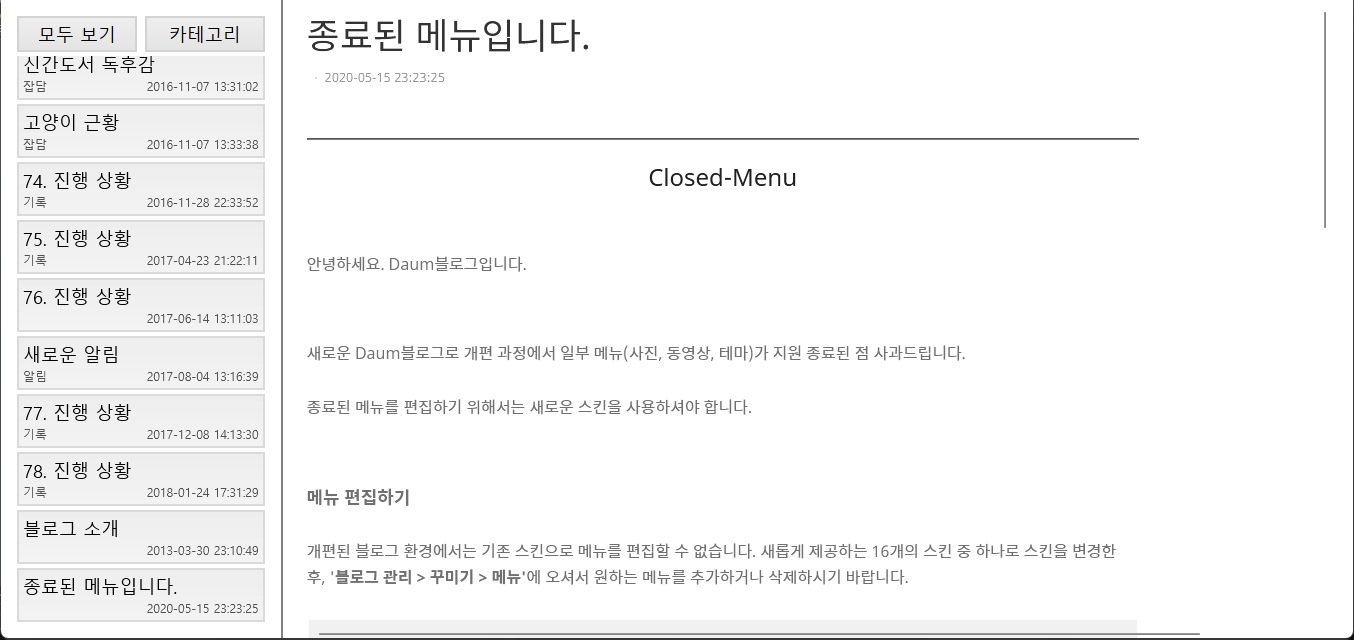 모두 보기
카테고리
신간도서 독후감
잡담 2016-11-07 13:31:02
고양이 근황
잡담 2016-11-07 13:33:38
74. 진행 상황
기록 2016-11-28 22:33:52
75. 진행 상황
기록 2017-04-23 21:22:11
76. 진행 상황
2017-06-14 13:11:03
새로운 알림
알림 2017-08-04 13:16:39
77. 진행 상황
기록 2017-12-08 14:13:30
78. 진행 상황
기록 2018-01-24 17:31:29
블로그 소개
2013-03-30 23:10:49
종료된 메뉴입니다.
2020-05-15 23:23:25
종료된 메뉴입니다.
· 2020-05-15 23:23:25
Closed-Menu
안녕하세요. Daum블로그입니다.
새로운 Daum블로그로 개편 과정에서 일부 메뉴(사진, 동영상, 테마)가 지원 종료된 점 사과드립니다.
종료된 메뉴를 편집하기 위해서는 새로운 스킨을 사용하셔야 합니다.
메뉴 편집하기
개편된 블로그 환경에서는 기존 스킨으로 메뉴를 편집할 수 없습니다. 새롭게 제공하는 16개의 스킨 중 하나로 스킨을 변경한
후, '블로그 관리 > 꾸미기 > 메뉴'에 오셔서 원하는 메뉴를 추가하거나 삭제하시기 바랍니다.